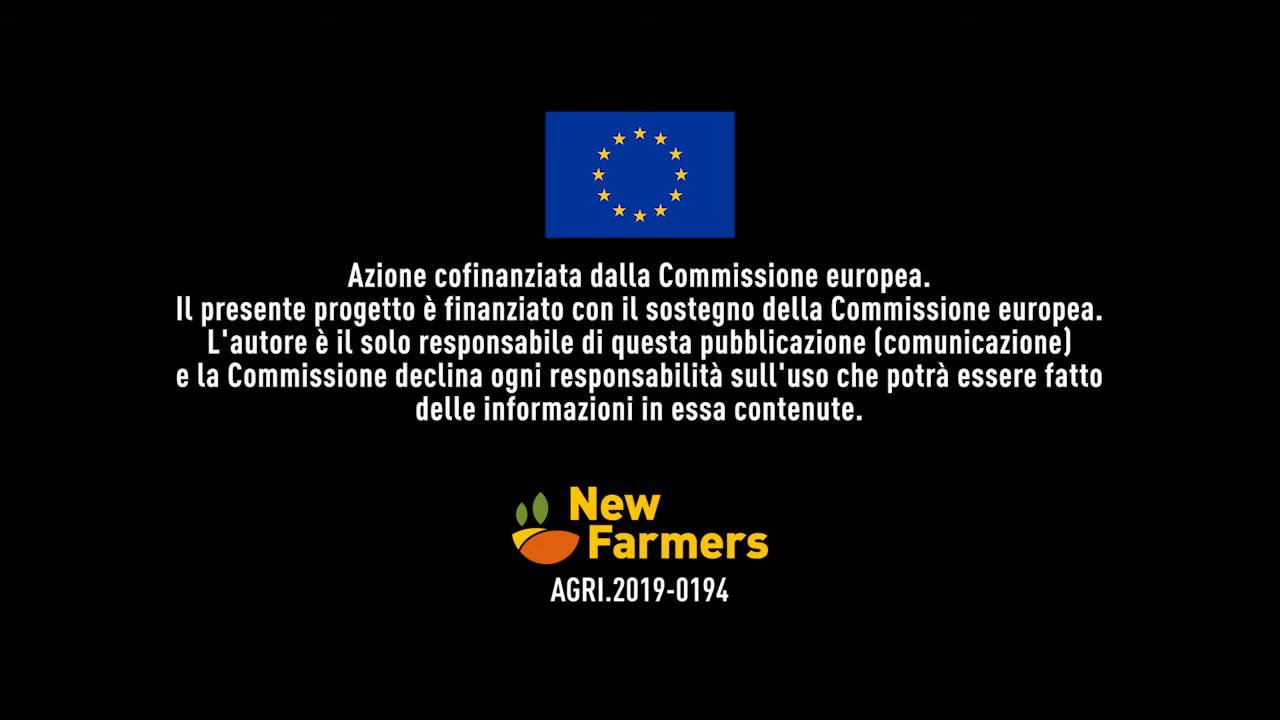 Azione cofinanziata dalla Commissione europea.
Il presente progetto è finanziato con il sostegno della Commissione europea.
L'autore è il solo responsabile di questa pubblicazione (comunicazione)
e la Commissione declina ogni responsabilità sull'uso che potrà essere fatto
delle informazioni in essa contenute.
New
Farmers
AGRI.2019-0194